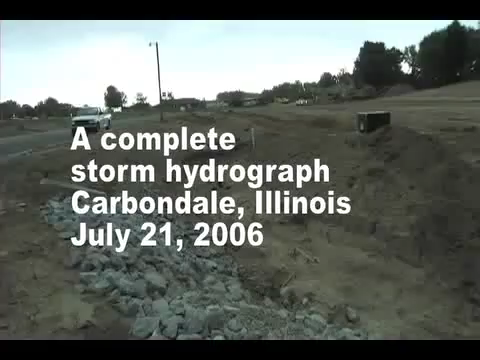 A complete
storm hydrograph
Carbondale, Illinois
July 21, 2006